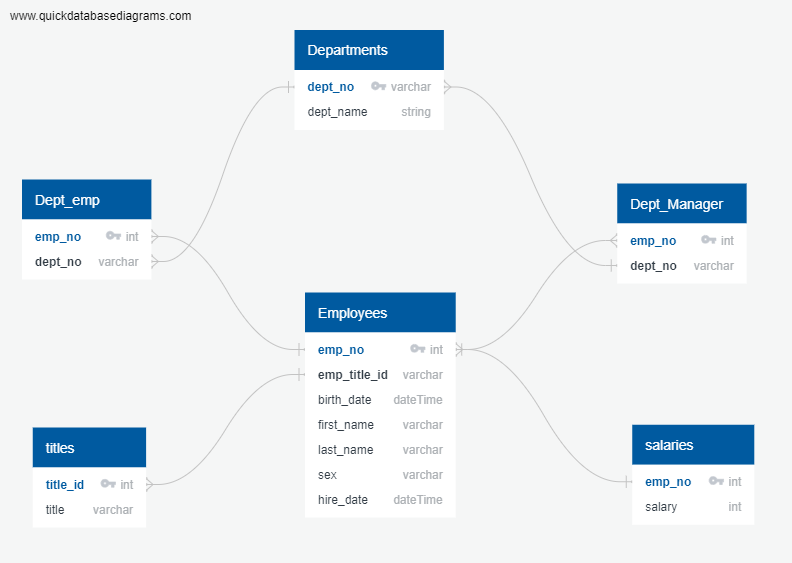 www.quickdatabasediagrams.com
Departments
dept_no varchar
dept_name string
Dept_emp
emp_no int
dept_no varchar
Dept_Manager
emp_no int
dept_no varchar
Employees
emp_no int
emp_title_id varchar
birth_date dateTime
first_name varchar
last_name varchar
sex varchar
hire_date dateTime
titles
title_id int
title varchar
salaries
emp_no int
salary int